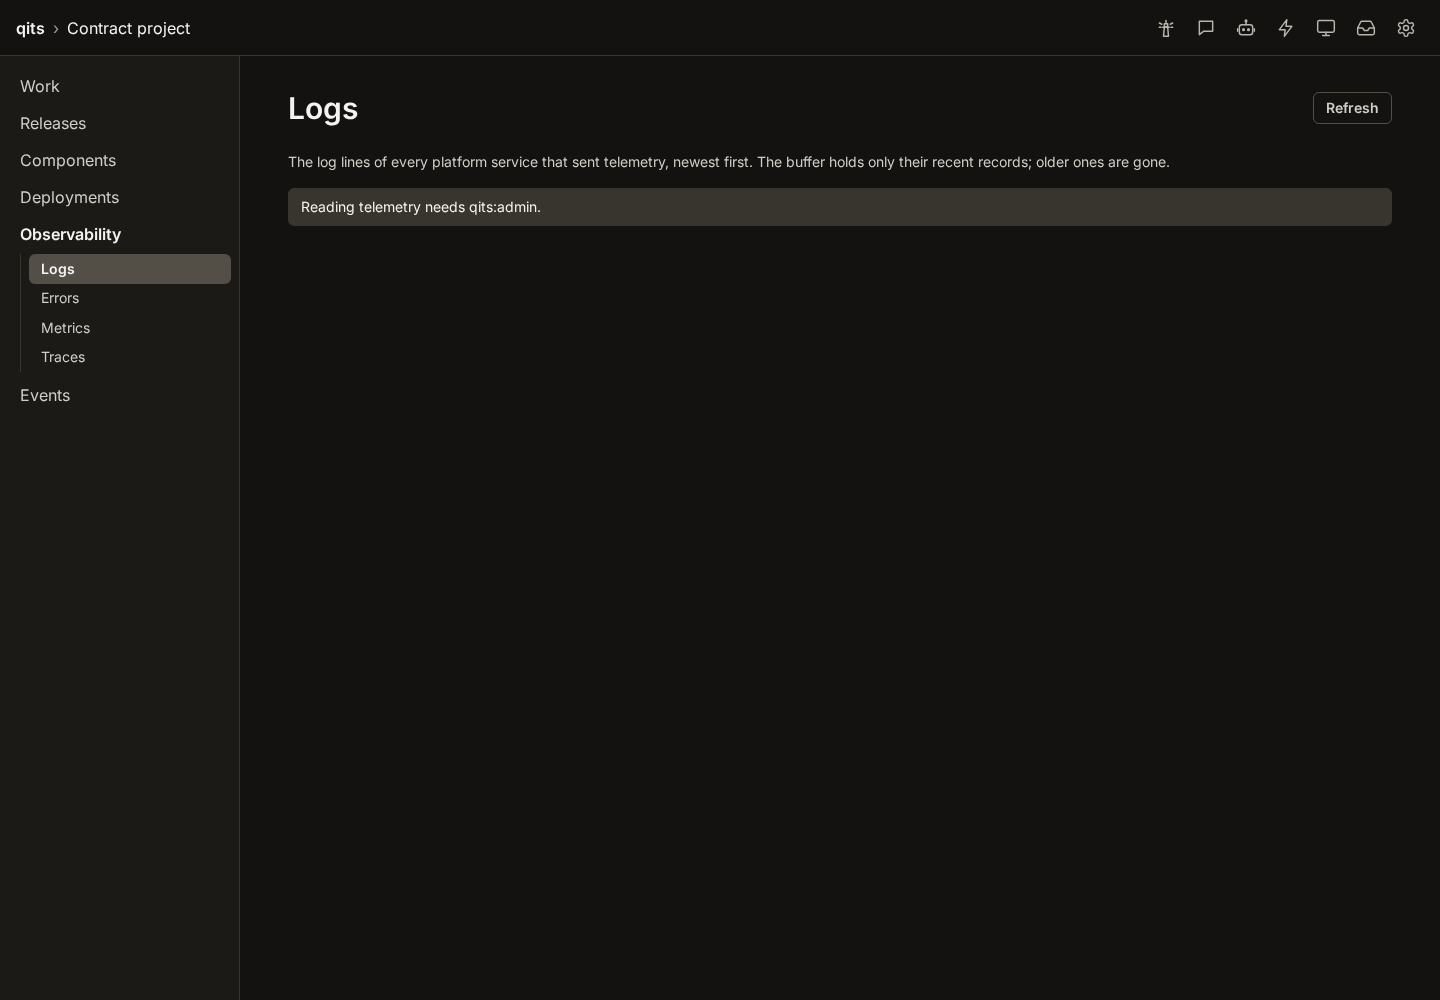 qits › Contract project
Work
Releases
Components
Deployments
Observability
Logs
Errors
Metrics
Traces
Events
Logs
Refresh
The log lines of every platform service that sent telemetry, newest first. The buffer holds only their recent records; older ones are gone.
Reading telemetry needs qits:admin.